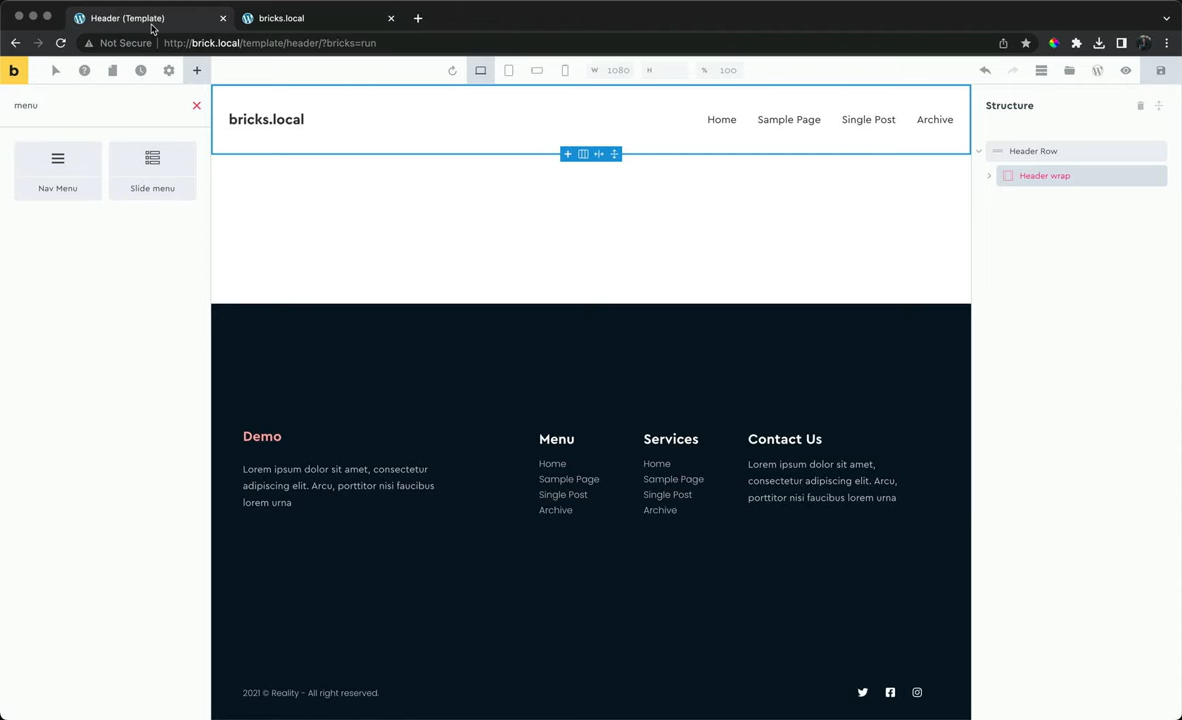 Header (Template)
bricks.local
Not Secure
http://brick.local/template/header/?bricks=run
b
W 1080 H % 100
menu
Nav Menu
Slide menu
bricks.local
Home Sample Page Single Post Archive
Structure
Header Row
Header wrap
Demo
Lorem ipsum dolor sit amet, consectetur
adipiscing elit. Arcu, porttitor nisi faucibus
lorem urna
Menu
Home
Sample Page
Single Post
Archive
Services
Home
Sample Page
Single Post
Archive
Contact Us
Lorem ipsum dolor sit amet,
consectetur adipiscing elit. Arcu,
porttitor nisi faucibus lorem urna
2021 © Reality - All right reserved.